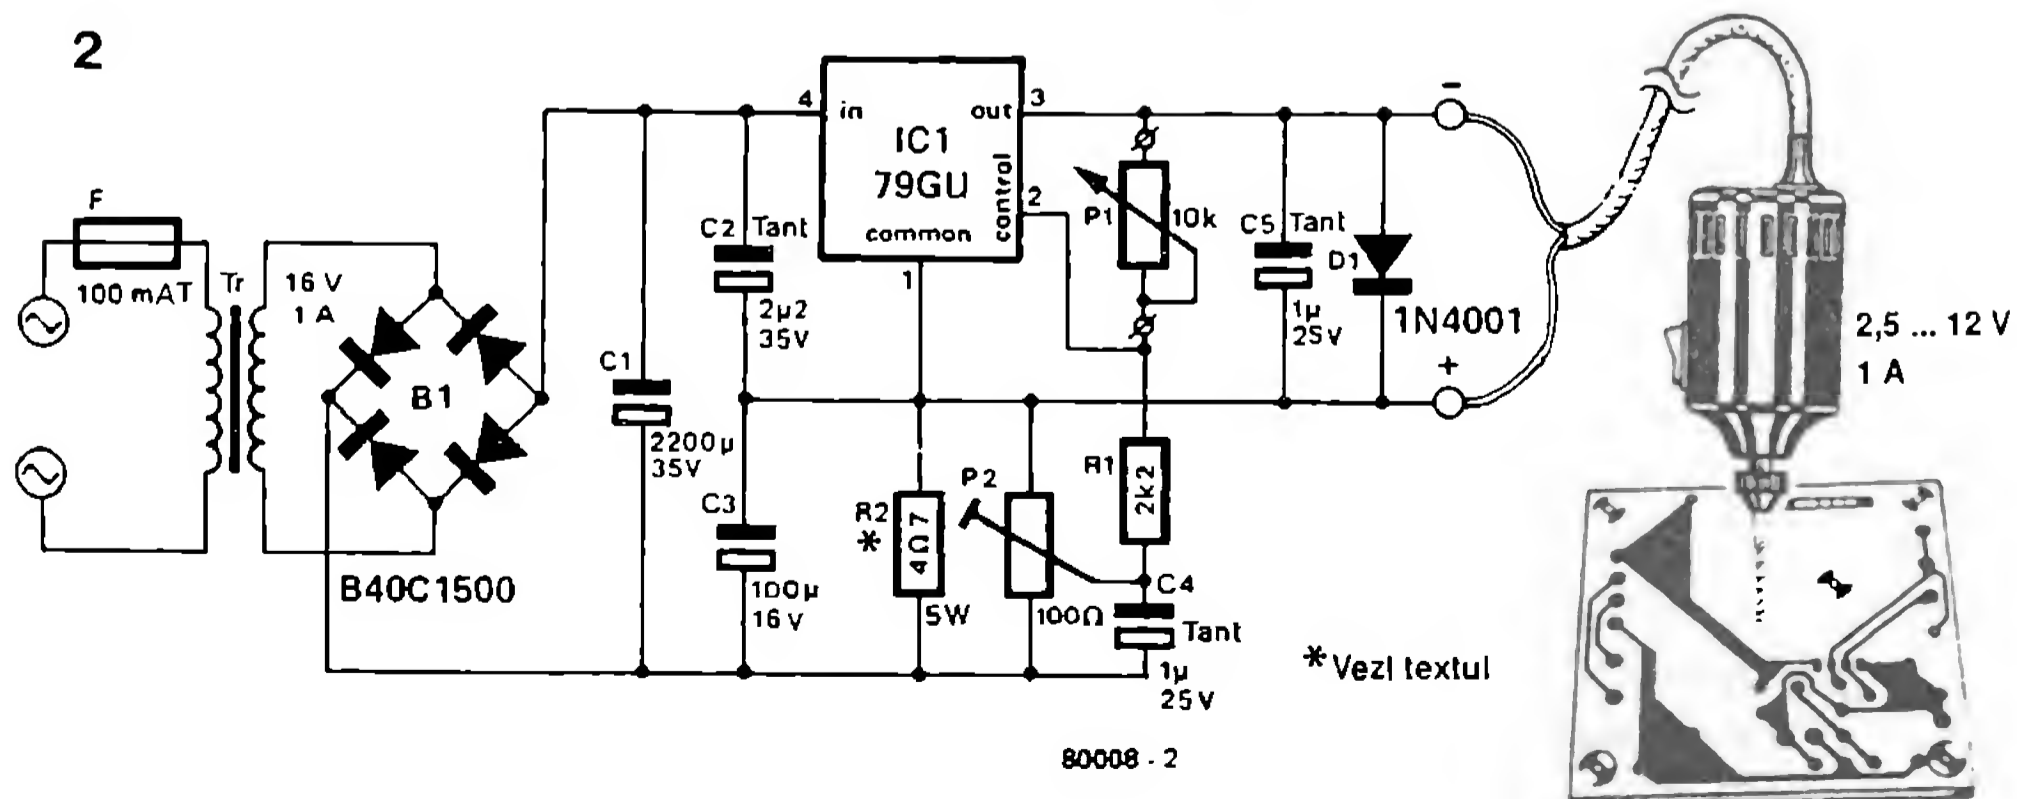 2
F
100 mAT
Tr
16 V
1 A
B1
B40C1500
C1
2200µ
35V
C2 Tant
2µ2
35V
C3
100µ
16V
4
in
IC1
79GU
common
out
control
3
2
1
P1
10k
C5 Tant
1µ
25V
D1
1N4001
-
+
2,5 ... 12 V
1 A
R2
*
4Ω7
5W
P2
100Ω
R1
2k2
C4
Tant
1µ
25V
* Vezi textul
80008 - 2